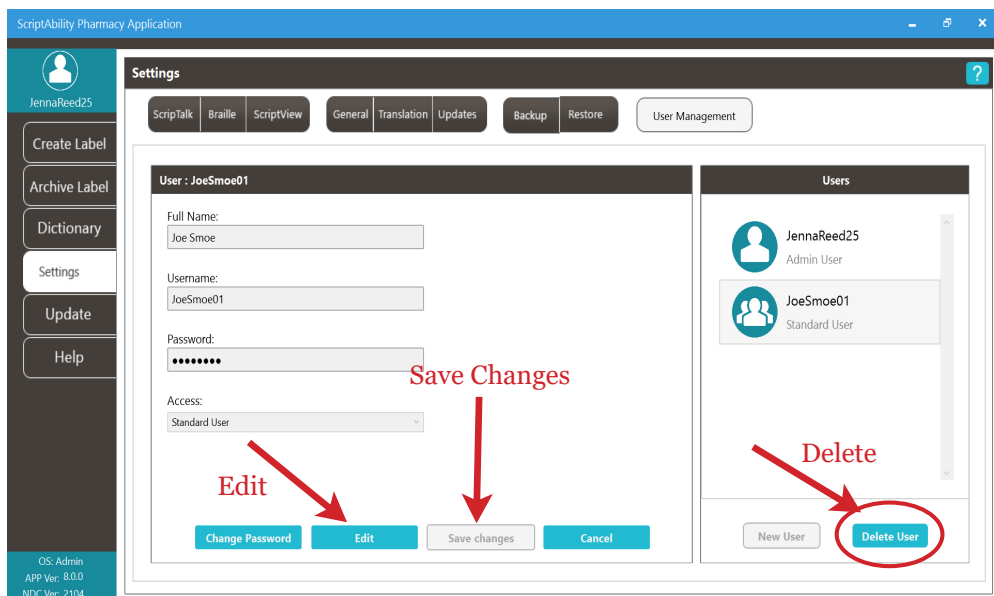 ScriptAbility Pharmacy Application
JennaReed25
Settings
?
ScripTalk Braille ScriptView General Translation Updates Backup Restore User Management
Create Label
Archive Label
Dictionary
Settings
Update
Help
User : JoeSmoe01
Full Name:
Joe Smoe
Username:
JoeSmoe01
Password:
••••••••
Access:
Standard User
Save Changes
Edit
Change Password Edit Save changes Cancel
Users
JennaReed25
Admin User
JoeSmoe01
Standard User
Delete
New User Delete User
OS: Admin
APP Ver: 8.0.0
NDC Ver: 2104